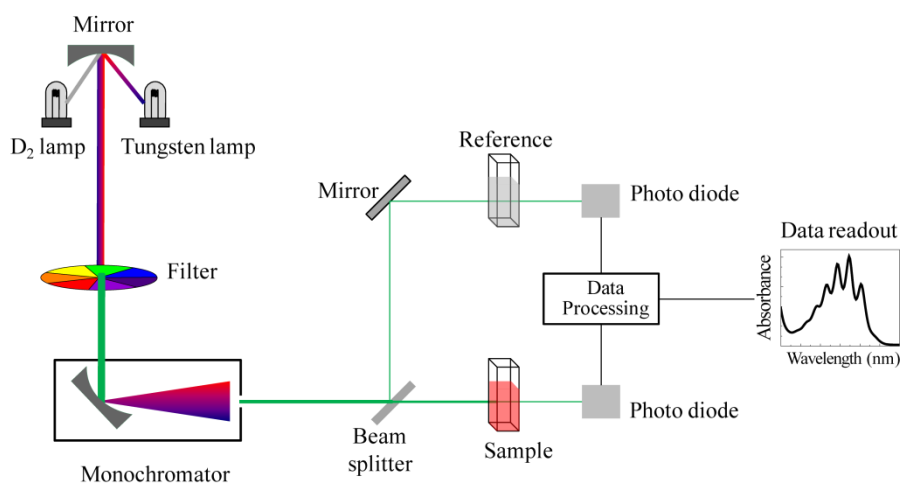 Mirror
D₂ lamp
Tungsten lamp
Filter
Monochromator
Mirror
Beam
splitter
Reference
Sample
Photo diode
Data
Processing
Photo diode
Data readout
Absorbance
Wavelength (nm)